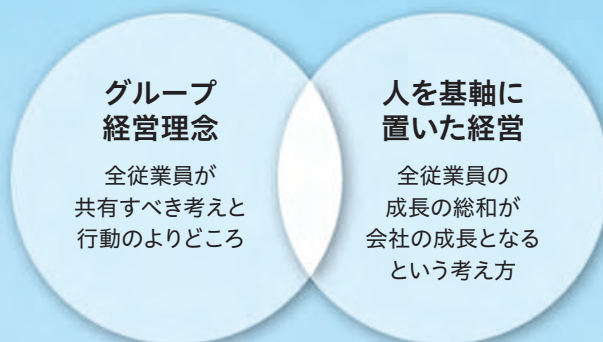 グループ
経営理念
全従業員が
共有すべき考えと
行動のよりどころ
人を基軸に
置いた経営
全従業員の
成長の総和が
会社の成長となる
という考え方